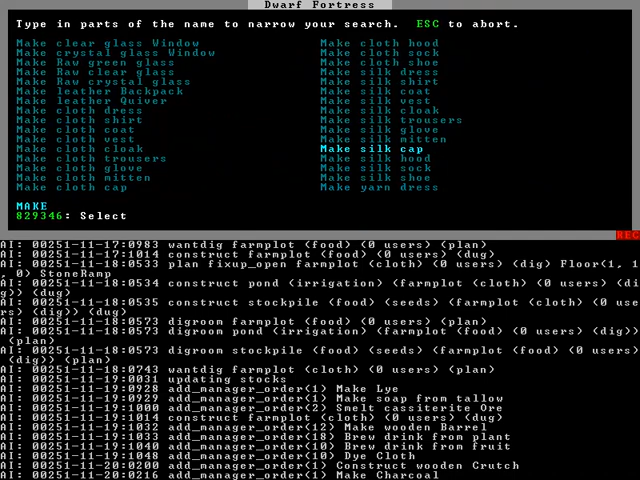 Dwarf Fortress
Type in parts of the name to narrow your search.  ESC to abort.
Make clear glass Window
Make crystal glass Window
Make Raw green glass
Make Raw clear glass
Make Raw crystal glass
Make leather Backpack
Make leather Quiver
Make cloth dress
Make cloth shirt
Make cloth coat
Make cloth vest
Make cloth cloak
Make cloth trousers
Make cloth glove
Make cloth mitten
Make cloth cap
Make cloth hood
Make cloth sock
Make cloth shoe
Make silk dress
Make silk shirt
Make silk coat
Make silk vest
Make silk cloak
Make silk trousers
Make silk glove
Make silk mitten
Make silk cap
Make silk hood
Make silk sock
Make silk shoe
Make yarn dress
MAKE
829346: Select
REC
AI: 00251-11-17:0983 wantdig farmplot (food) (0 users) (plan)
AI: 00251-11-17:1014 construct farmplot (food) (0 users) (dug)
AI: 00251-11-18:0533 plan fixup_open farmplot (cloth) (0 users) (dig) Floor(1, 1
, 0) StoneRamp
AI: 00251-11-18:0534 construct pond (irrigation) (farmplot (cloth) (0 users) (di
g)) (dug)
AI: 00251-11-18:0535 construct stockpile (food) (seeds) (farmplot (cloth) (0 use
rs) (dig)) (dug)
AI: 00251-11-18:0573 digroom farmplot (food) (0 users) (plan)
AI: 00251-11-18:0573 digroom pond (irrigation) (farmplot (food) (0 users) (dig))
(plan)
AI: 00251-11-18:0573 digroom stockpile (food) (seeds) (farmplot (food) (0 users)
(dig)) (plan)
AI: 00251-11-18:0743 wantdig farmplot (cloth) (0 users) (plan)
AI: 00251-11-19:0031 updating stocks
AI: 00251-11-19:0928 add_manager_order(1) Make Lye
AI: 00251-11-19:0929 add_manager_order(1) Make soap from tallow
AI: 00251-11-19:1000 add_manager_order(2) Smelt cassiterite Ore
AI: 00251-11-19:1014 construct farmplot (cloth) (0 users) (dug)
AI: 00251-11-19:1032 add_manager_order(12) Make wooden Barrel
AI: 00251-11-19:1033 add_manager_order(18) Brew drink from plant
AI: 00251-11-19:1040 add_manager_order(10) Brew drink from fruit
AI: 00251-11-19:1048 add_manager_order(10) Dye Cloth
AI: 00251-11-20:0200 add_manager_order(1) Construct wooden Crutch
AI: 00251-11-20:0216 add_manager_order(1) Make Charcoal